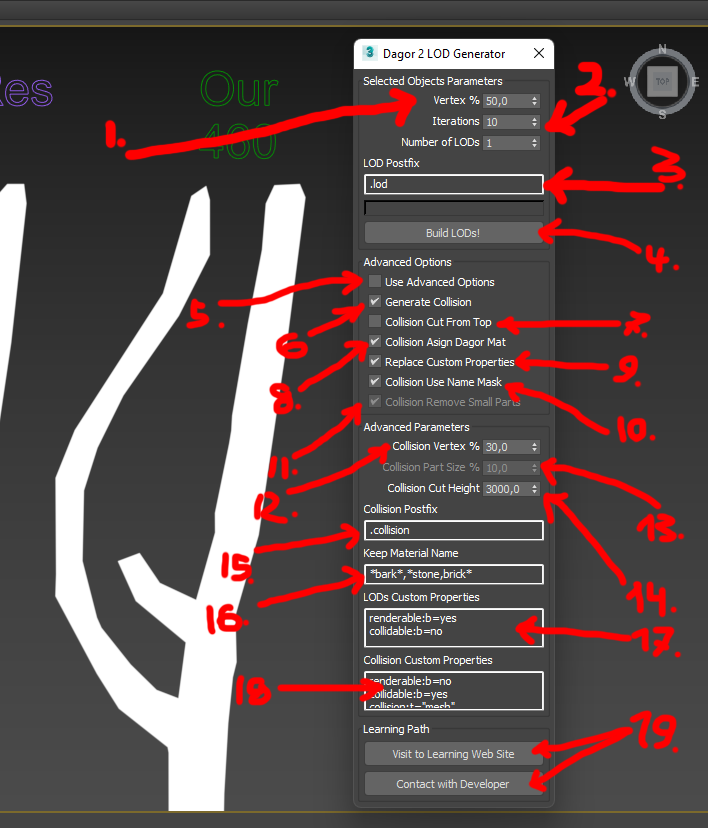 Res
Our
460
N
W
TOP
E
S
3
Dagor 2 LOD Generator
Selected Objects Parameters
Vertex % 50,0
1.
2.
Iterations 10
Number of LODs 1
LOD Postfix
.lod
3.
Build LODs!
4.
Advanced Options
Use Advanced Options
5.
Generate Collision
6
Collision Cut From Top
7.
Collision Asign Dagor Mat
8.
Replace Custom Properties
9.
Collision Use Name Mask
10.
Collision Remove Small Parts
11.
Advanced Parameters
Collision Vertex % 30,0
12.
Collision Part Size % 10,0
13.
Collision Cut Height 3000,0
14.
Collision Postfix
.collision
15.
Keep Material Name
*bark*,*stone,brick*
16.
LODs Custom Properties
renderable:b=yes
collidable:b=no
17.
Collision Custom Properties
renderable:b=no
collidable:b=yes
collision:t="mesh"
18
Learning Path
Visit to Learning Web Site
19.
Contact with Developer